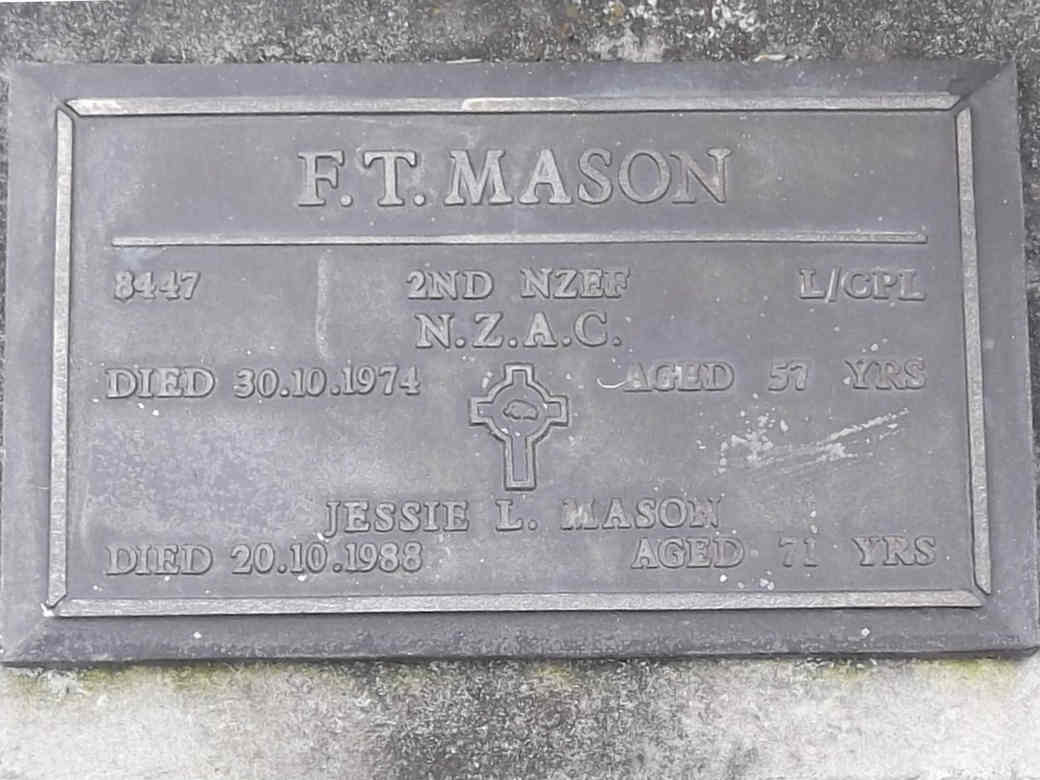 F.T. MASON
8447 2ND NZEF L/CPL
N.Z.A.C.
DIED 30.10.1974 AGED 57 YRS
JESSIE L. MASON
DIED 20.10.1988 AGED 71 YRS